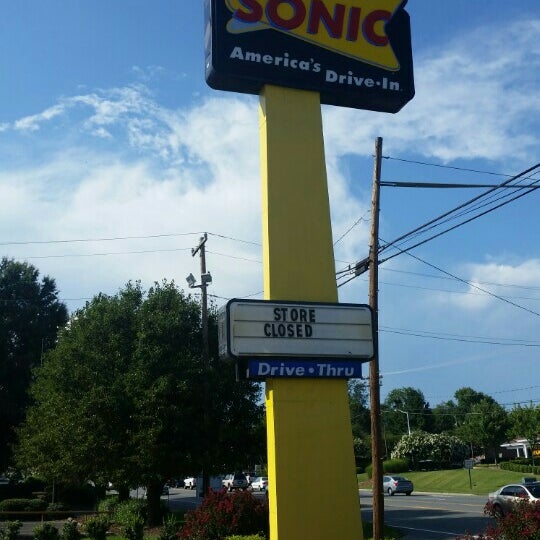 SONIC
America's Drive-In
STORE
CLOSED
Drive•Thru